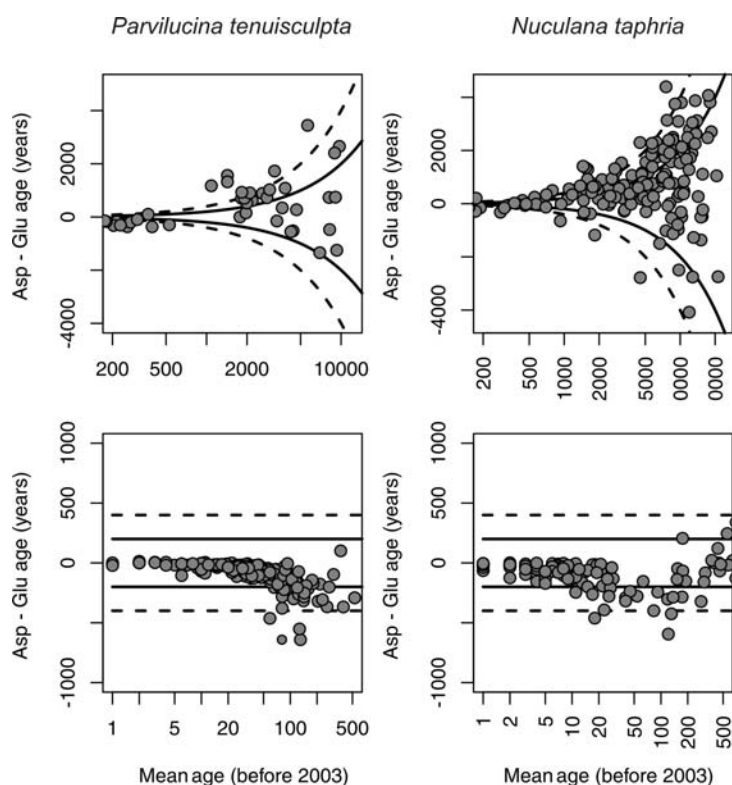 Parvilucina tenuisculpta
Nuculana taphria
Asp - Glu age (years)
2000
0
-4000
200 500 2000 10000
Asp - Glu age (years)
2000
0
-4000
200 500 1000 2000 5000 0000 0000
Asp - Glu age (years)
1000
500
0
-1000
1 5 20 100 500
Mean age (before 2003)
Asp - Glu age (years)
1000
500
0
-1000
1 2 5 10 20 50 100 200 500
Mean age (before 2003)